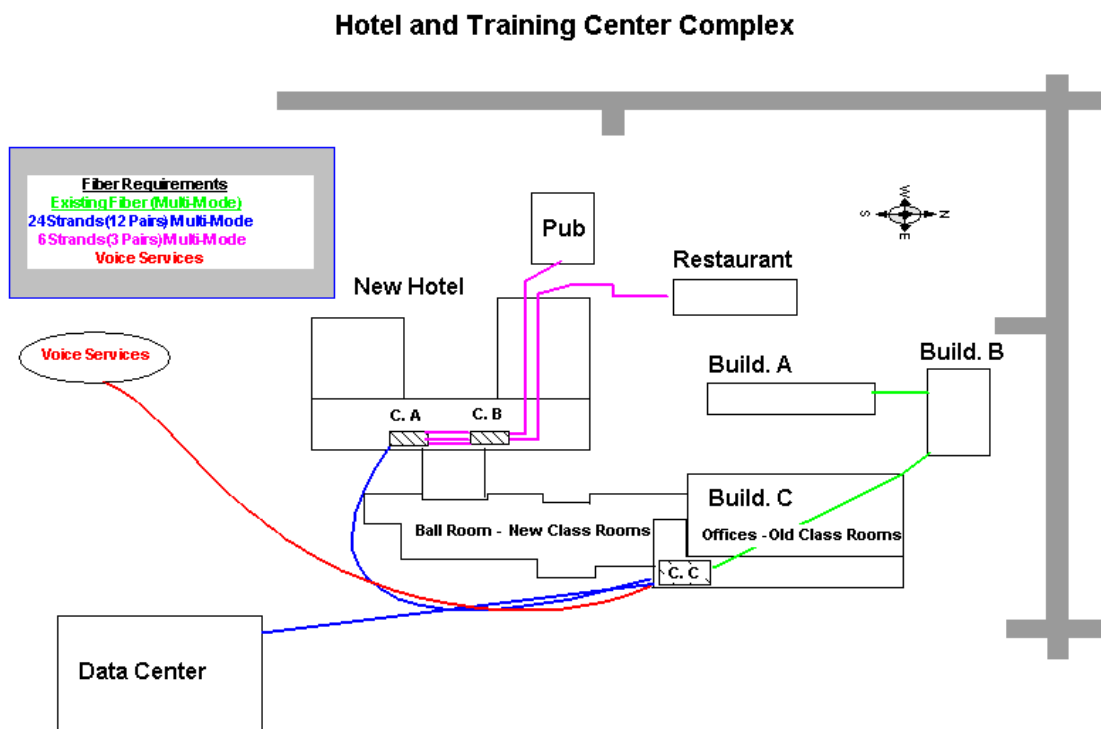 Hotel and Training Center Complex
Fiber Requirements
Existing Fiber (Multi-Mode)
24 Strands (12 Pairs) Multi-Mode
6 Strands (3 Pairs) Multi-Mode
Voice Services
W
S
N
E
Pub
Restaurant
New Hotel
Voice Services
Build. A
Build. B
C. A
C. B
Build. C
Ball Room - New Class Rooms
Offices - Old Class Rooms
C. C
Data Center